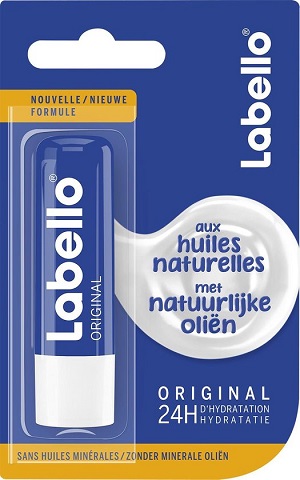 NOUVELLE/NIEUWE
FORMULE
Labello®
Labello
ORIGINAL
aux
huiles
naturelles
met
natuurlijke
oliën
ORIGINAL
24H D'HYDRATATION
HYDRATATIE
SANS HUILES MINÉRALES/ZONDER MINERALE OLIËN